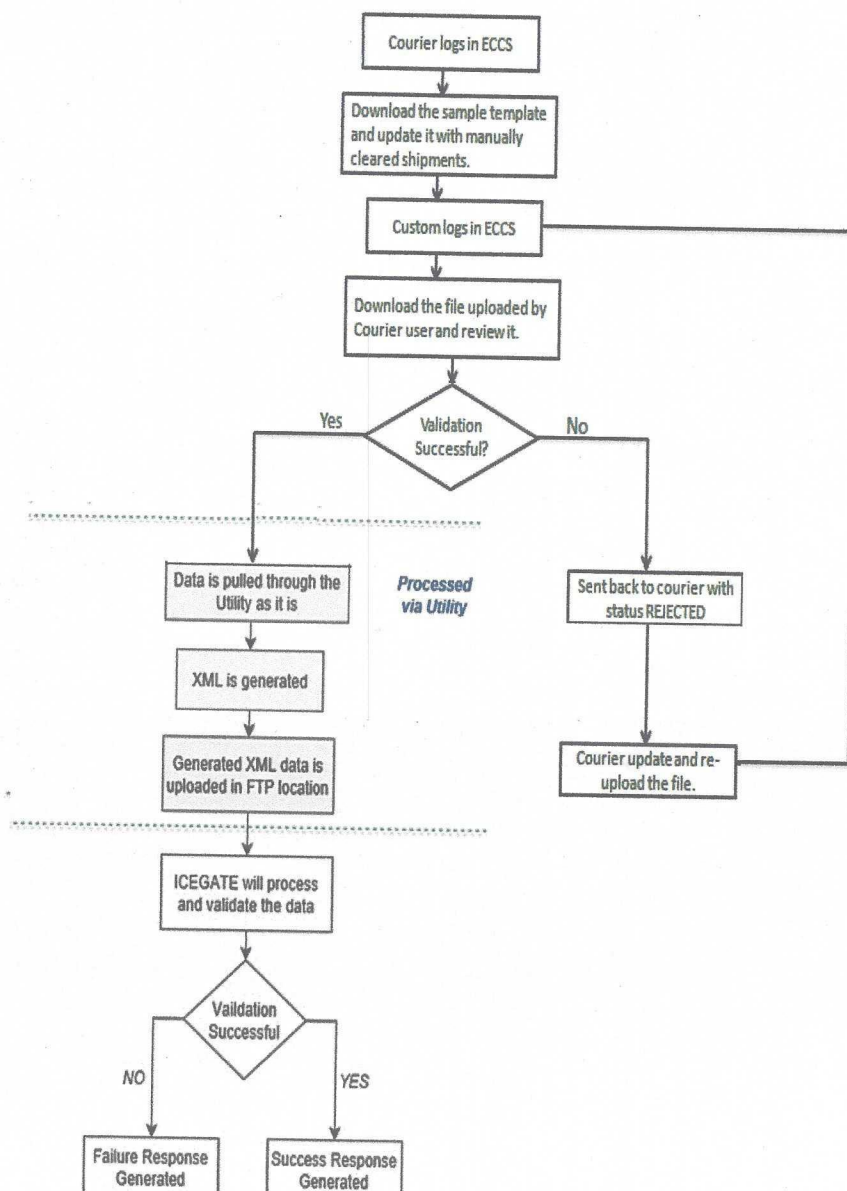 Courier logs in ECCS
Download the sample template
and update it with manually
cleared shipments.
Custom logs in ECCS
Download the file uploaded by
Courier user and review it.
Validation
Successful?
Yes
No
Data is pulled through the
Utility as it is
Processed
via Utility
Sent back to courier with
status REJECTED
XML is generated
Generated XML data is
uploaded in FTP location
Courier update and re-
upload the file.
ICEGATE will process
and validate the data
Vaildation
Successful
NO
YES
Failure Response
Generated
Success Response
Generated